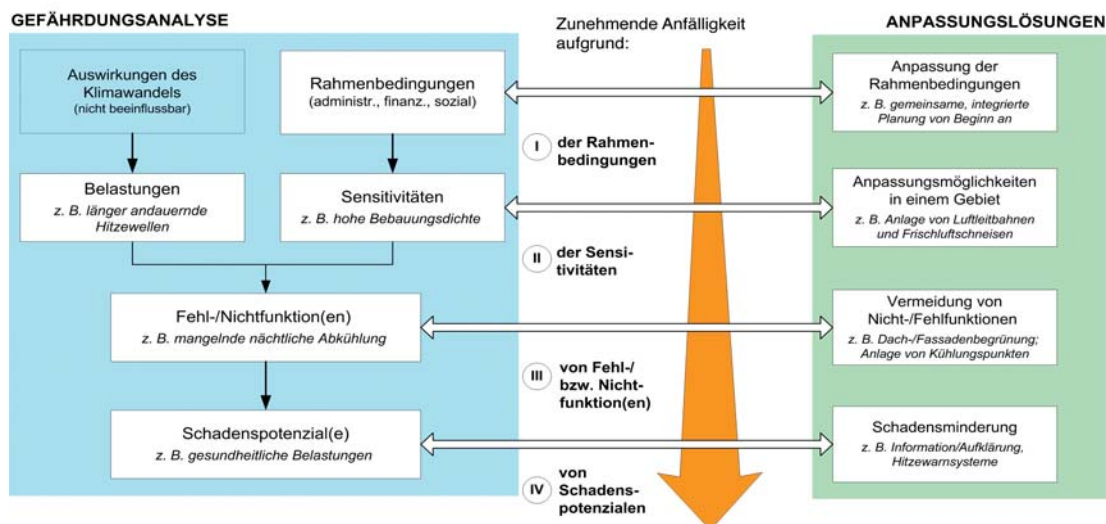 GEFÄHRDUNGSANALYSE
Auswirkungen des
Klimawandels
(nicht beeinflussbar)
Rahmenbedingungen
(administr., finanz., sozial)
Belastungen
z. B. länger andauernde
Hitzewellen
Sensitivitäten
z. B. hohe Bebauungsdichte
Fehl-/Nichtfunktion(en)
z. B. mangelnde nächtliche Abkühlung
Schadenspotenzial(e)
z. B. gesundheitliche Belastungen
Zunehmende Anfälligkeit
aufgrund:
I
der Rahmen-
bedingungen
II
der Sensi-
tivitäten
III
von Fehl-/
bzw. Nicht-
funktion(en)
IV
von
Schadens-
potenzialen
ANPASSUNGSLÖSUNGEN
Anpassung der
Rahmenbedingungen
z. B. gemeinsame, integrierte
Planung von Beginn an
Anpassungsmöglichkeiten
in einem Gebiet
z. B. Anlage von Luftleitbahnen
und Frischluftschneisen
Vermeidung von
Nicht-/Fehlfunktionen
z. B. Dach-/Fassadenbegrünung;
Anlage von Kühlungspunkten
Schadensminderung
z. B. Information/Aufklärung,
Hitzewarnsysteme